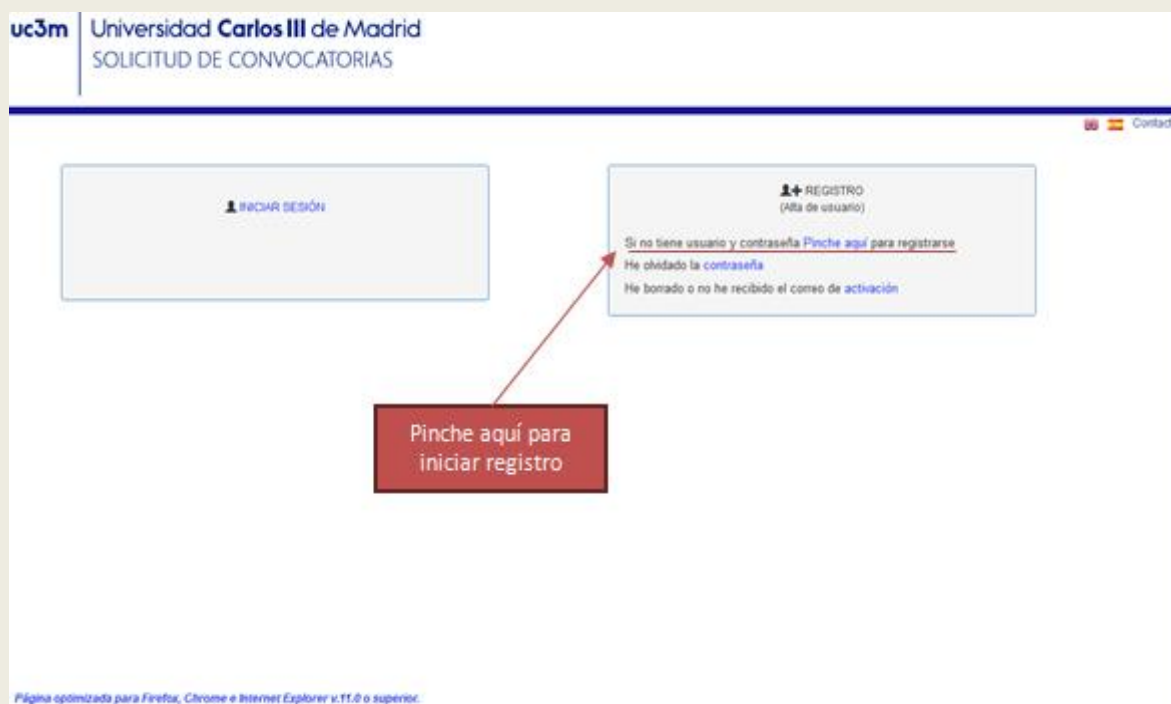 uc3m
Universidad Carlos III de Madrid
SOLICITUD DE CONVOCATORIAS
Contact
INICIAR SESIÓN
REGISTRO
(Alta de usuario)
Si no tiene usuario y contraseña Pinche aquí para registrarse
He olvidado la contraseña
He borrado o no he recibido el correo de activación
Pinche aquí para
iniciar registro
Página optimizada para Firefox, Chrome e Internet Explorer v.11.0 o superior.